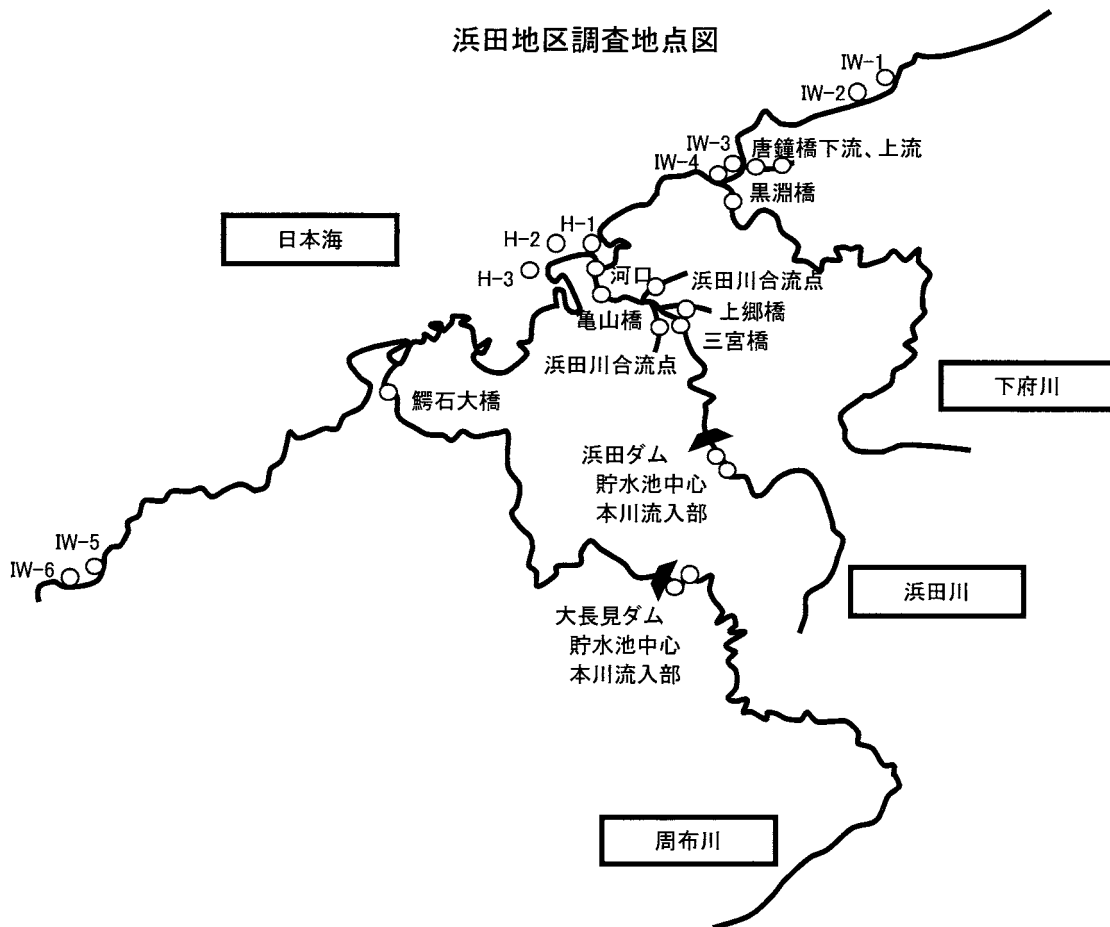 浜田地区調査地点図
IW-1
IW-2
IW-3
唐鐘橋下流、上流
IW-4
黒淵橋
日本海
H-1
H-2
H-3
河口
浜田川合流点
亀山橋
上郷橋
三宮橋
浜田川合流点
下府川
鰐石大橋
浜田ダム
貯水池中心
本川流入部
IW-5
IW-6
浜田川
大長見ダム
貯水池中心
本川流入部
周布川